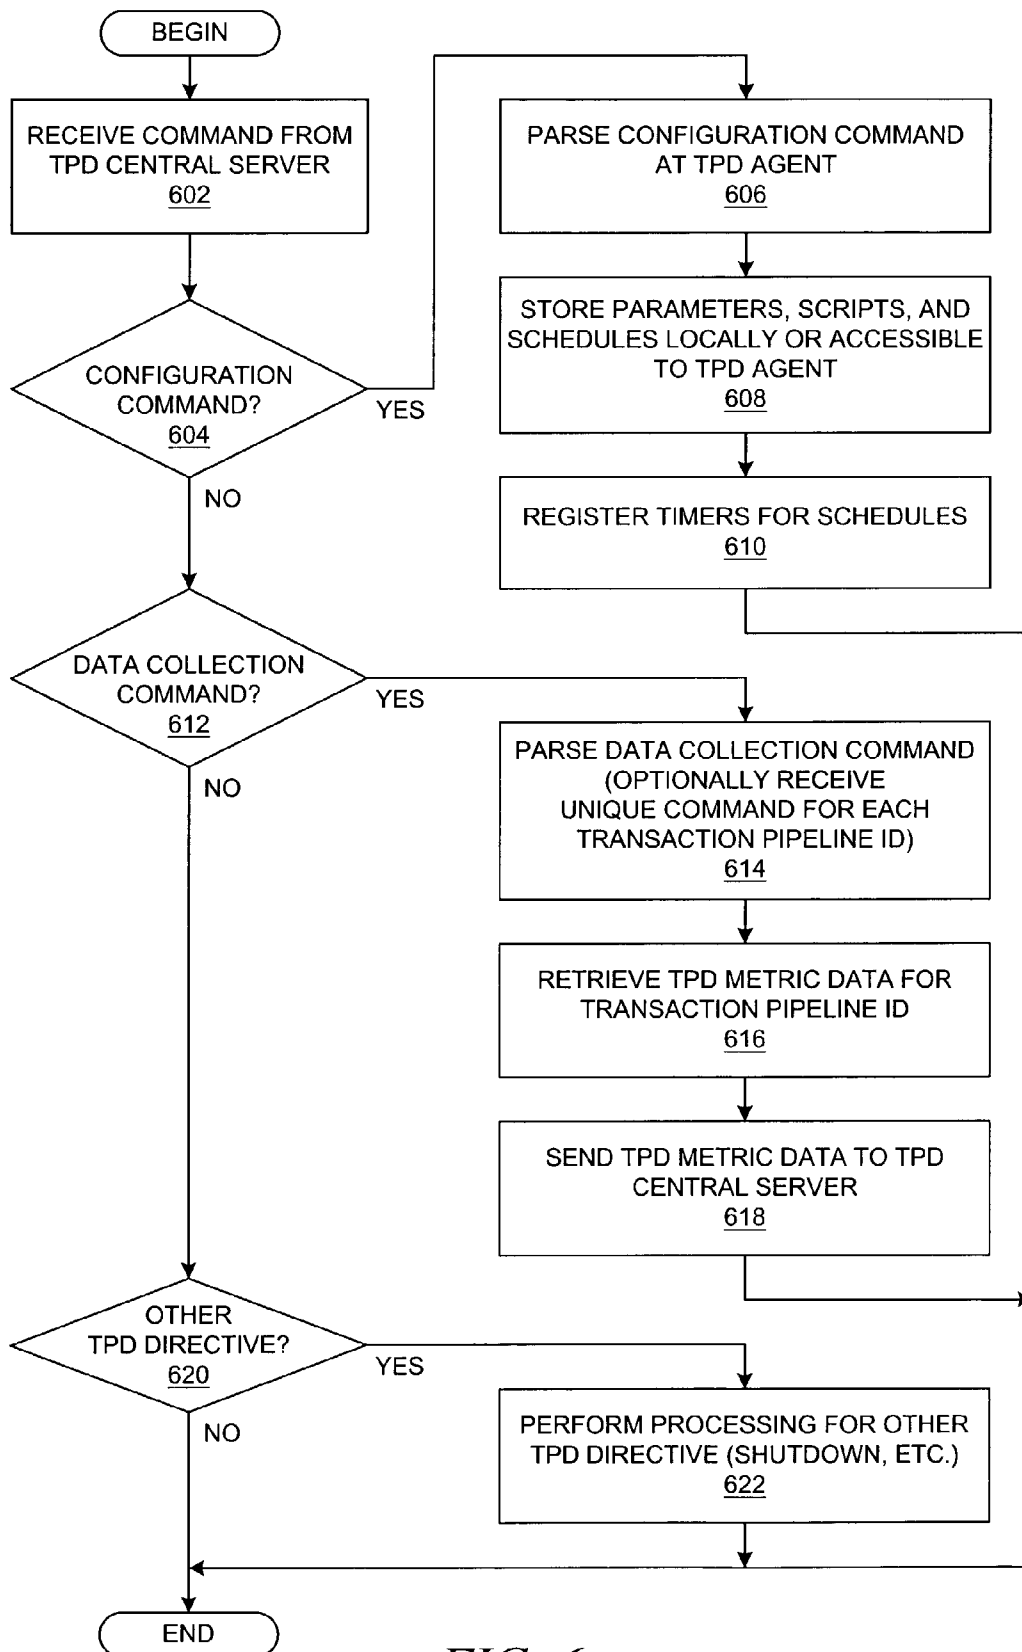 BEGIN
RECEIVE COMMAND FROM
TPD CENTRAL SERVER
602
CONFIGURATION
COMMAND?
604
YES
NO
PARSE CONFIGURATION COMMAND
AT TPD AGENT
606
STORE PARAMETERS, SCRIPTS, AND
SCHEDULES LOCALLY OR ACCESSIBLE
TO TPD AGENT
608
REGISTER TIMERS FOR SCHEDULES
610
DATA COLLECTION
COMMAND?
612
YES
NO
PARSE DATA COLLECTION COMMAND
(OPTIONALLY RECEIVE
UNIQUE COMMAND FOR EACH
TRANSACTION PIPELINE ID)
614
RETRIEVE TPD METRIC DATA FOR
TRANSACTION PIPELINE ID
616
SEND TPD METRIC DATA TO TPD
CENTRAL SERVER
618
OTHER
TPD DIRECTIVE?
620
YES
NO
PERFORM PROCESSING FOR OTHER
TPD DIRECTIVE (SHUTDOWN, ETC.)
622
END